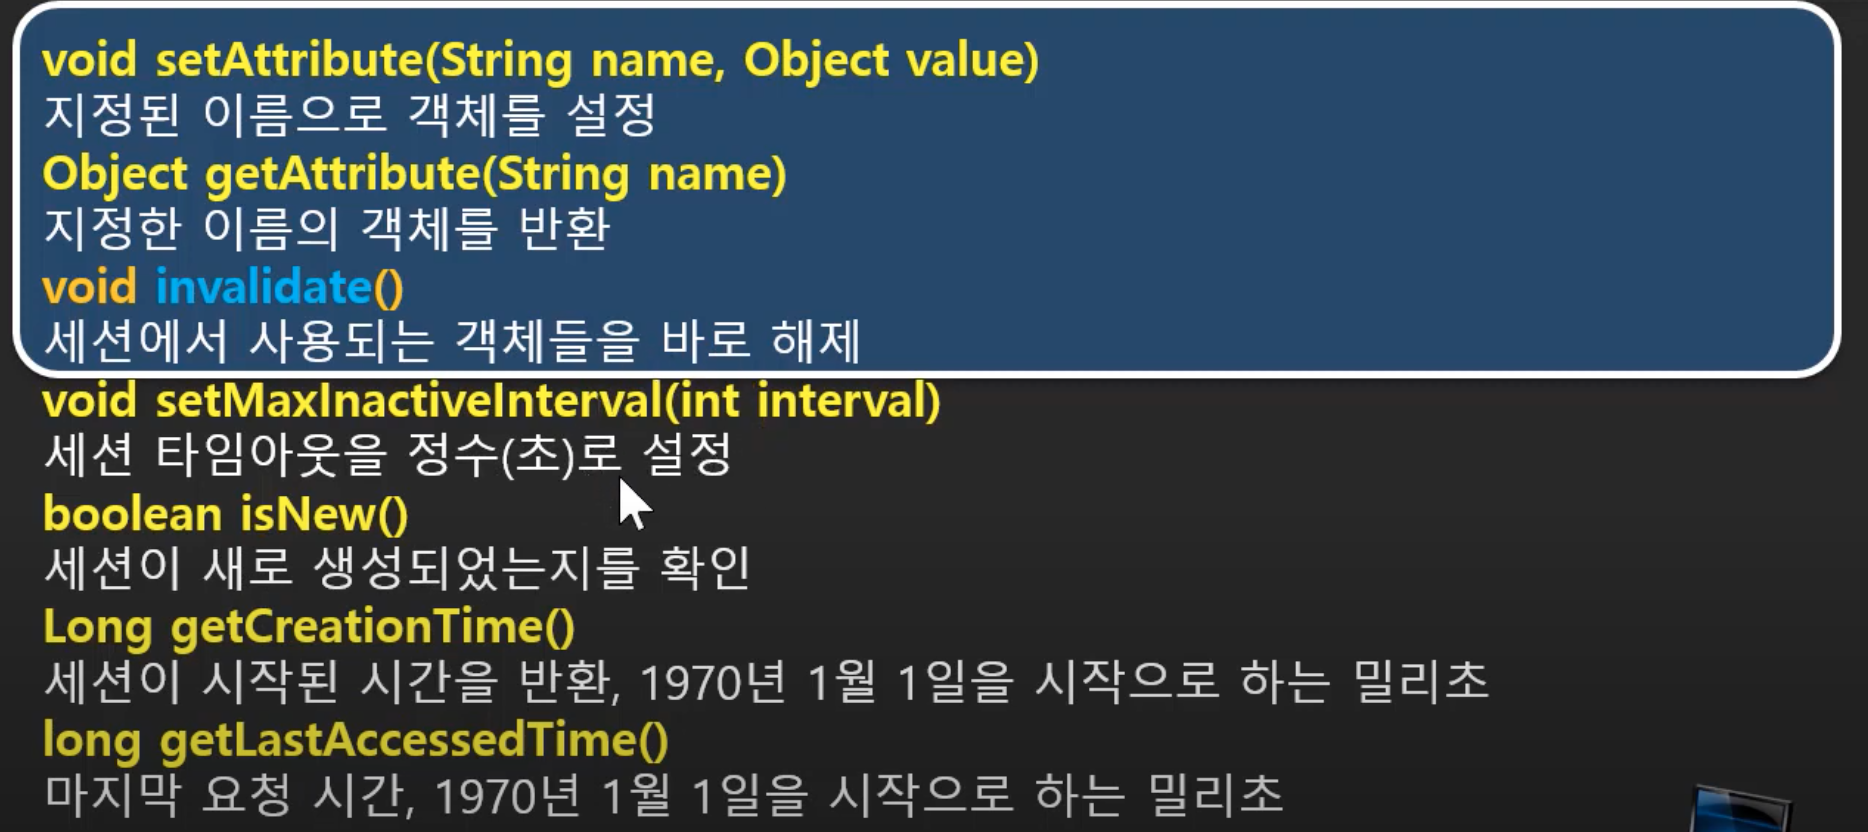 void setAttribute(String name, Object value)
지정된 이름으로 객체를 설정
Object getAttribute(String name)
지정한 이름의 객체를 반환
void invalidate()
세션에서 사용되는 객체들을 바로 해제
void setMaxInactiveInterval(int interval)
세션 타임아웃을 정수(초)로 설정
boolean isNew()
세션이 새로 생성되었는지를 확인
Long getCreationTime()
세션이 시작된 시간을 반환, 1970년 1월 1일을 시작으로 하는 밀리초
long getLastAccessedTime()
마지막 요청 시간, 1970년 1월 1일을 시작으로 하는 밀리초